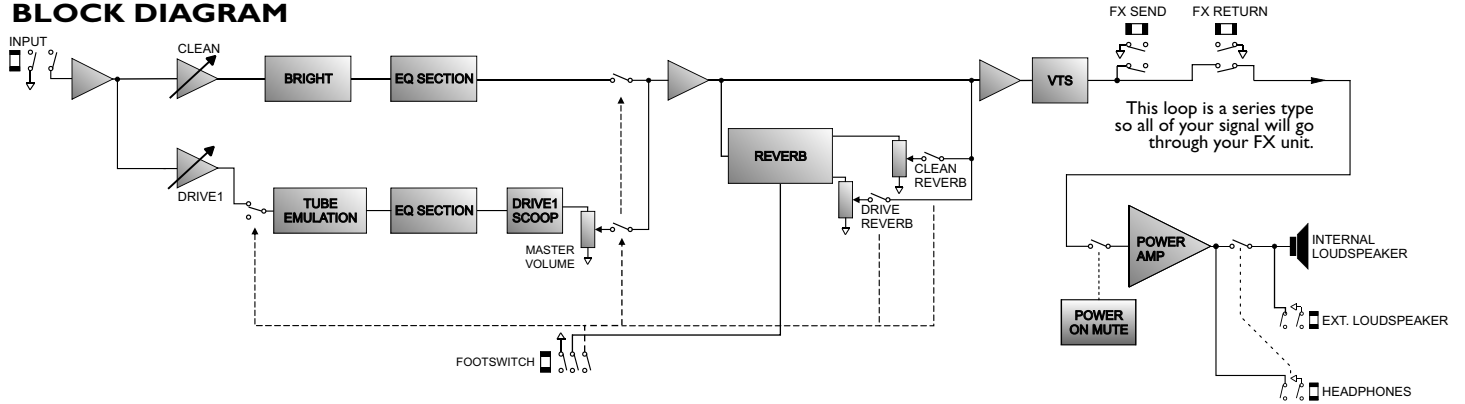 BLOCK DIAGRAM
INPUT
CLEAN
BRIGHT
EQ SECTION
FX SEND
FX RETURN
VTS
This loop is a series type
so all of your signal will go
through your FX unit.
REVERB
CLEAN
REVERB
DRIVE
REVERB
DRIVE1
TUBE
EMULATION
EQ SECTION
DRIVE1
SCOOP
MASTER
VOLUME
POWER
AMP
INTERNAL
LOUDSPEAKER
POWER
ON MUTE
EXT. LOUDSPEAKER
FOOTSWITCH
HEADPHONES